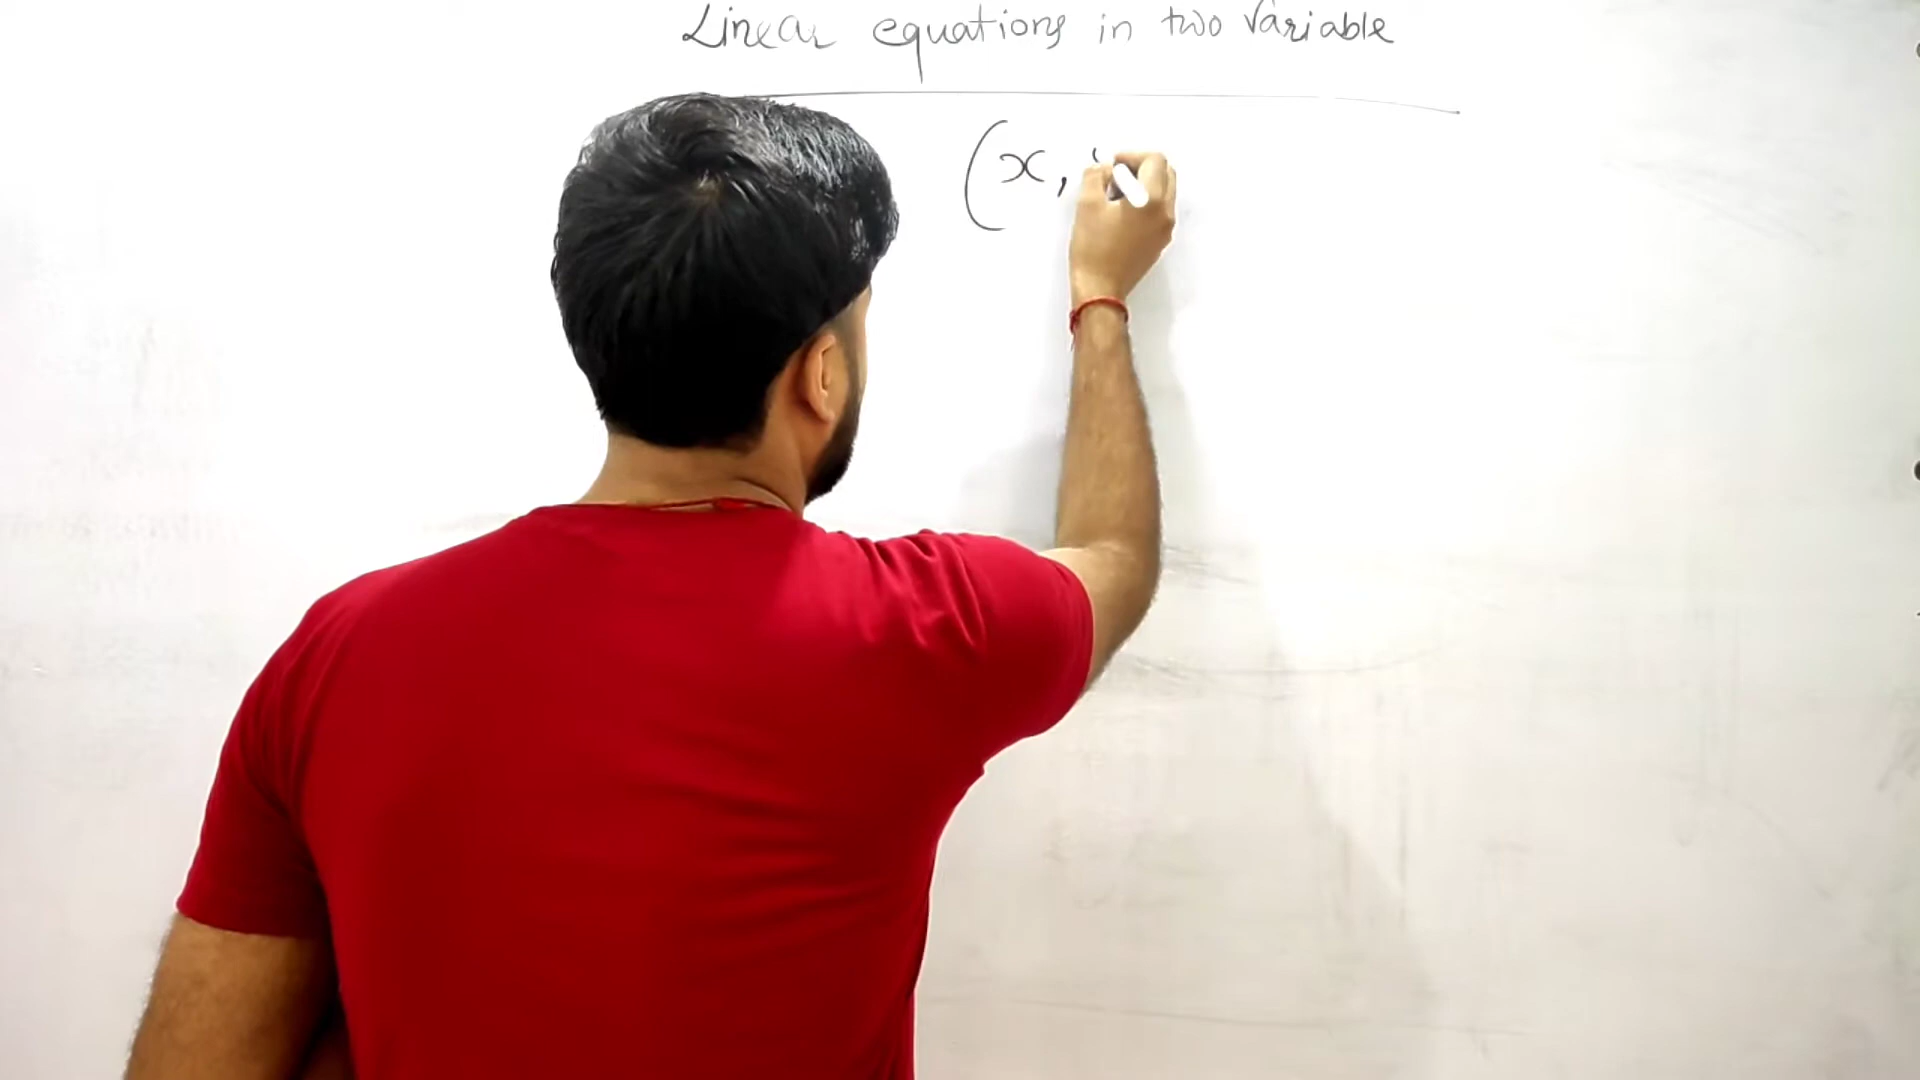 Linear equations in two Variable
(x,